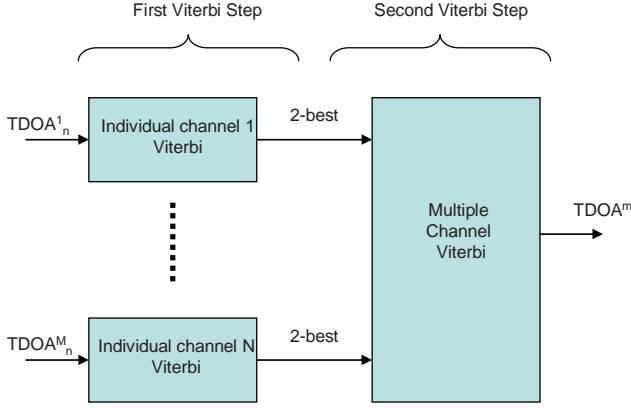 First Viterbi Step
Second Viterbi Step
TDOA¹ₙ
Individual channel 1
Viterbi
2-best
Multiple
Channel
Viterbi
TDOAᵐ
TDOAᴹₙ
Individual channel N
Viterbi
2-best